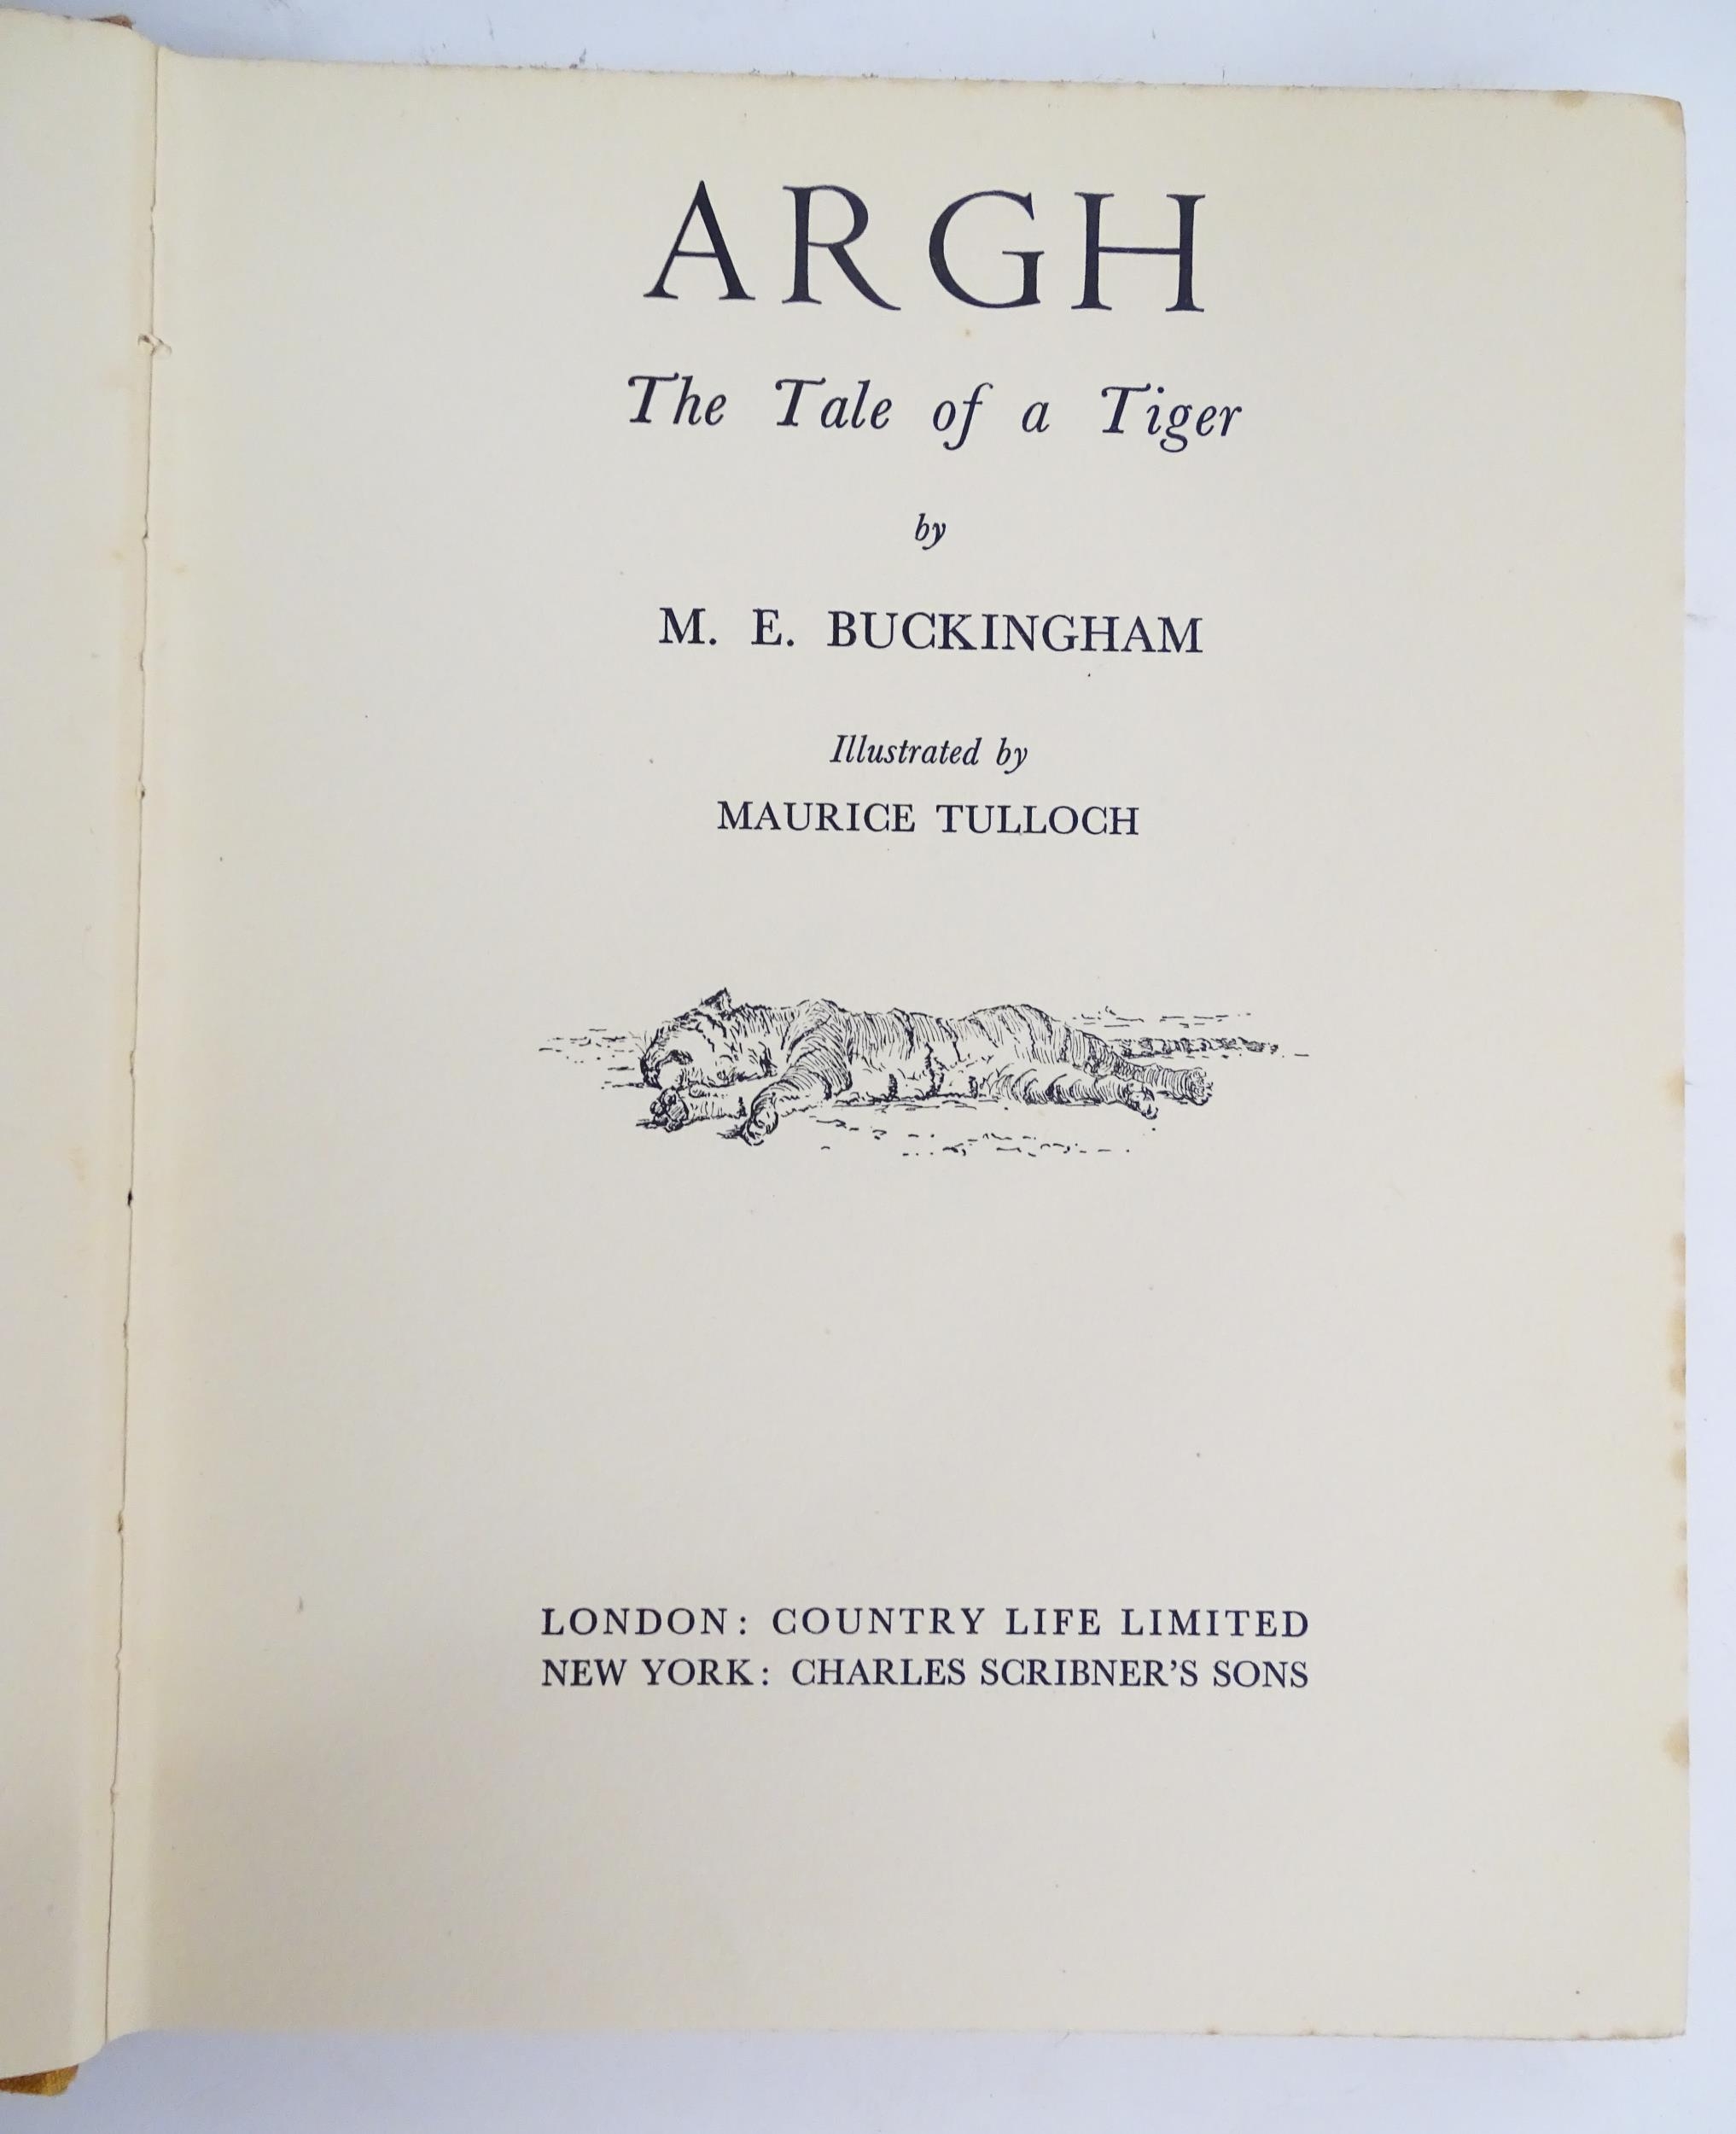 ARGH
The Tale of a Tiger
by
M. E. BUCKINGHAM
Illustrated by
MAURICE TULLOCH
LONDON: COUNTRY LIFE LIMITED
NEW YORK: CHARLES SCRIBNER'S SONS